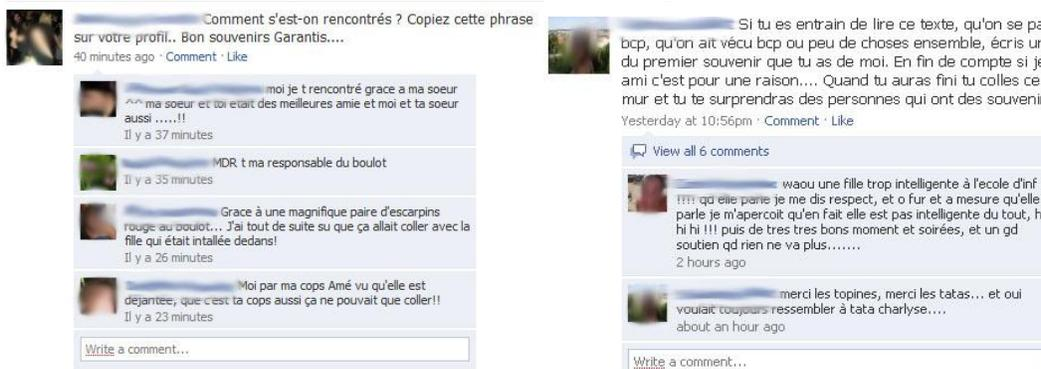 Comment s'est-on rencontrés ? Copiez cette phrase
sur votre profil.. Bon souvenirs Garantis....
40 minutes ago · Comment · Like
moi je t rencontré grace a ma soeur
^^ ma soeur et toi était des meilleures amie et moi et ta soeur
aussi .....!!
Il y a 37 minutes
MDR t ma responsable du boulot
Il y a 35 minutes
Grace à une magnifique paire d'escarpins
rouge au boulot... J'ai tout de suite su que ça allait coller avec la
fille qui était intallée dedans!
Il y a 26 minutes
Moi par ma cops Amé vu qu'elle est
déjantée, que c'est ta cops aussi ça ne pouvait que coller!!
Il y a 23 minutes
Write a comment...
Si tu es entrain de lire ce texte, qu'on se pa
bcp, qu'on ait vécu bcp ou peu de choses ensemble, écris un
du premier souvenir que tu as de moi. En fin de compte si je
ami c'est pour une raison.... Quand tu auras fini tu colles ce
mur et tu te surprendras des personnes qui ont des souveni
Yesterday at 10:56pm · Comment · Like
View all 6 comments
waou une fille trop intelligente à l'ecole d'inf
!!!! qd elle parle je me dis respect, et o fur et a mesure qu'elle
parle je m'apercoit qu'en fait elle est pas intelligente du tout, h
hi hi !!! puis de tres tres bons moment et soirées, et un gd
soutien qd rien ne va plus.......
2 hours ago
merci les topines, merci les tatas... et oui
voulait toujours ressembler à tata charlyse....
about an hour ago
Write a comment...